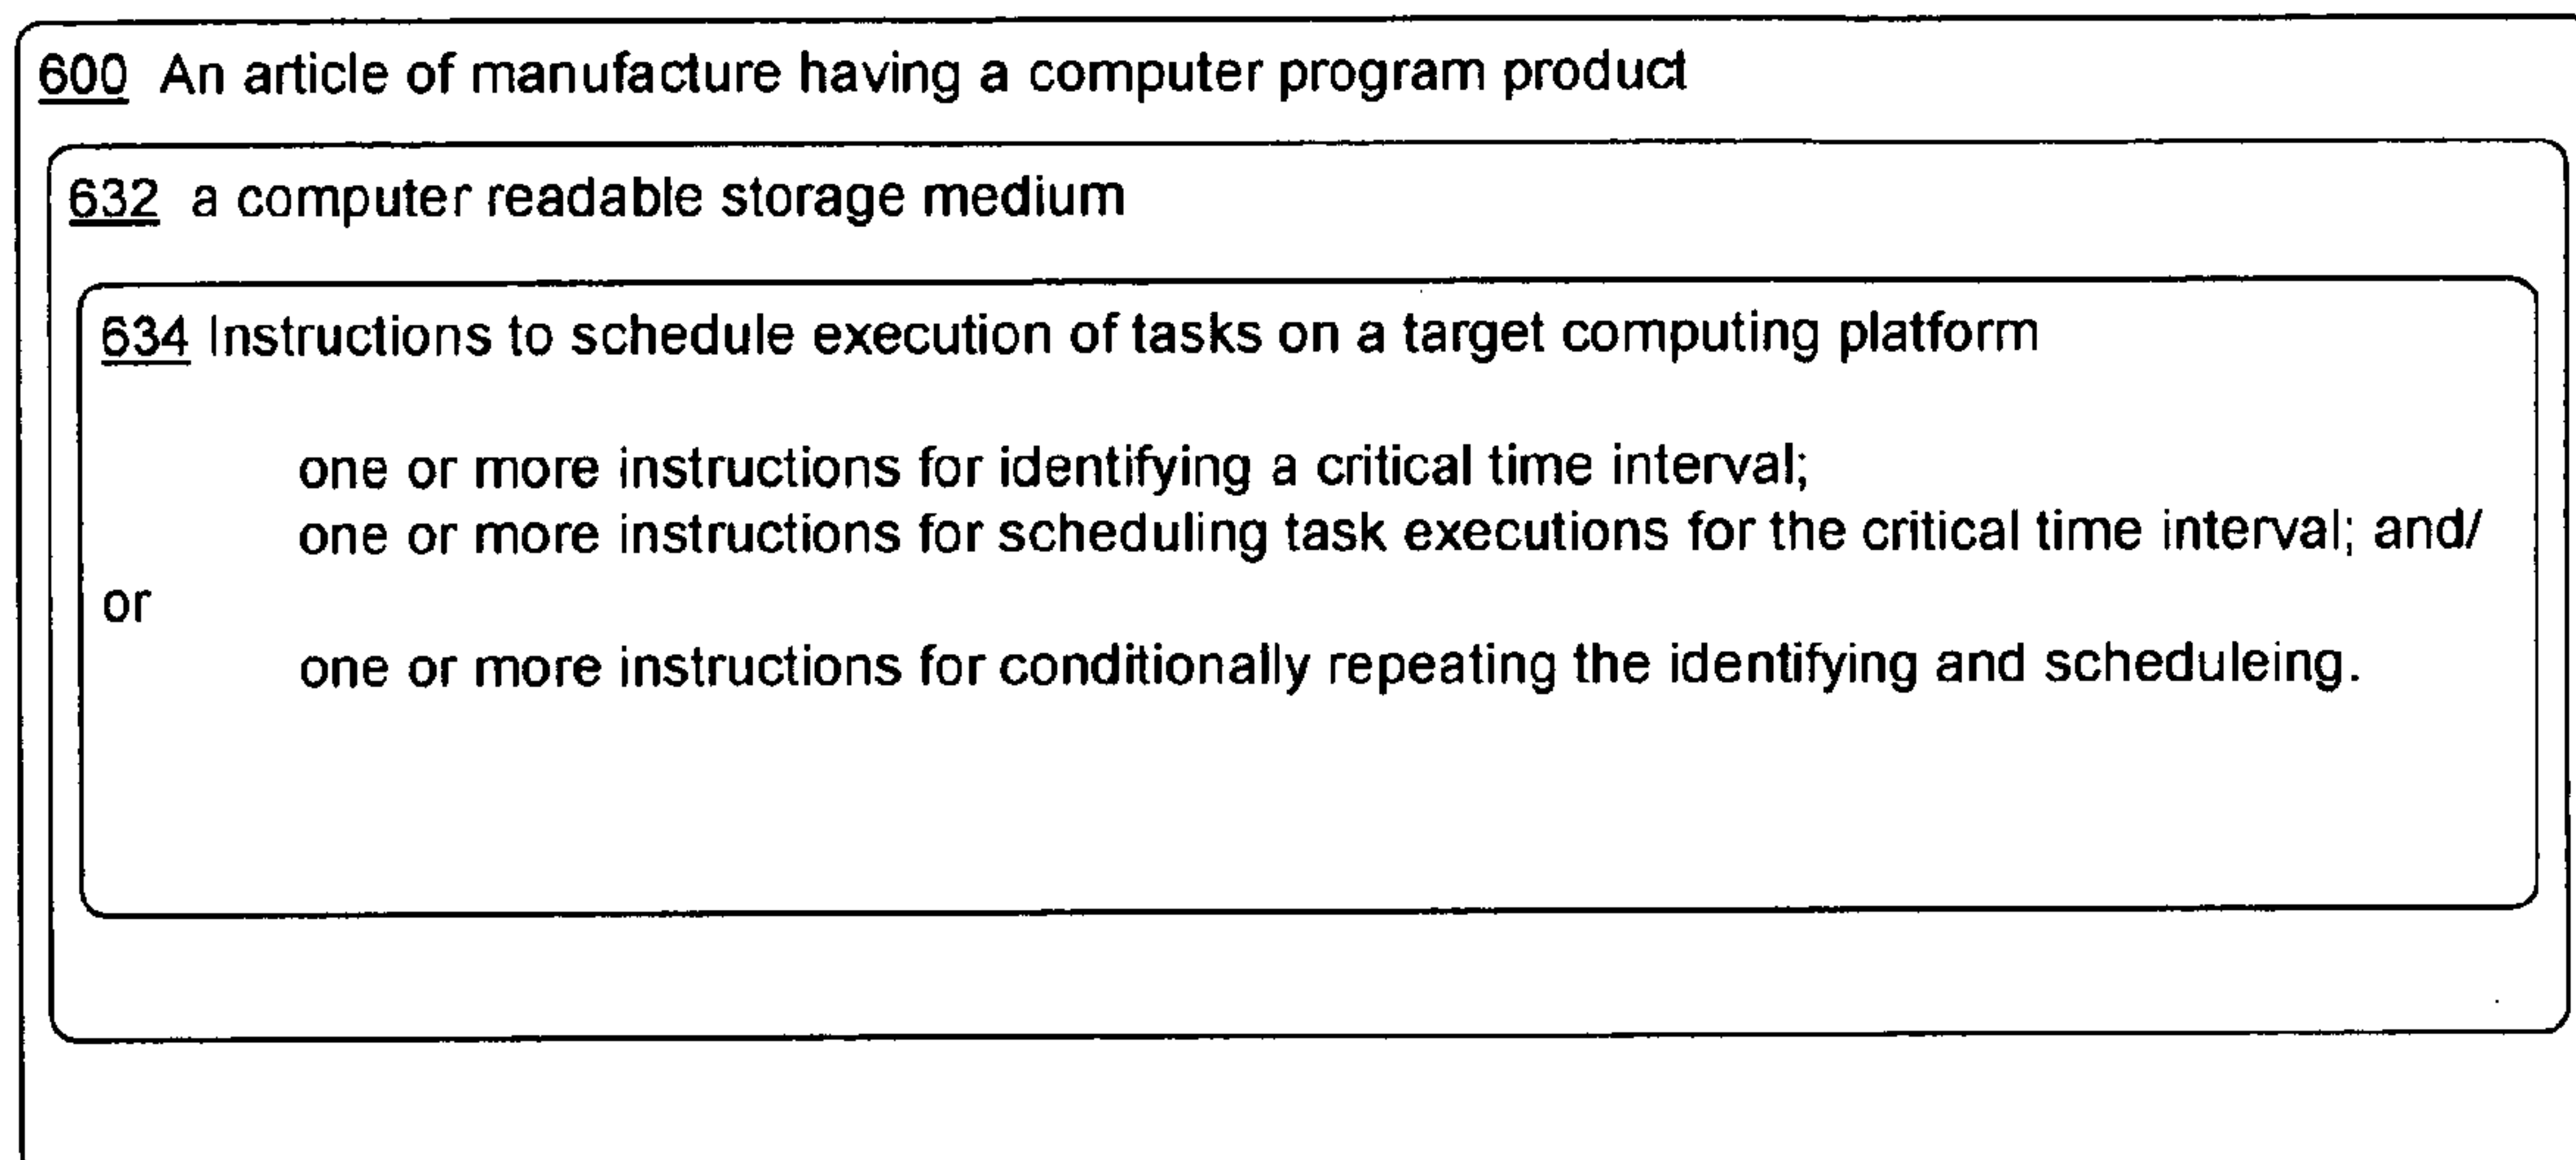 600 An article of manufacture having a computer program product
632 a computer readable storage medium
634 Instructions to schedule execution of tasks on a target computing platform
one or more instructions for identifying a critical time interval;
one or more instructions for scheduling task executions for the critical time interval; and/
or
one or more instructions for conditionally repeating the identifying and scheduleing.